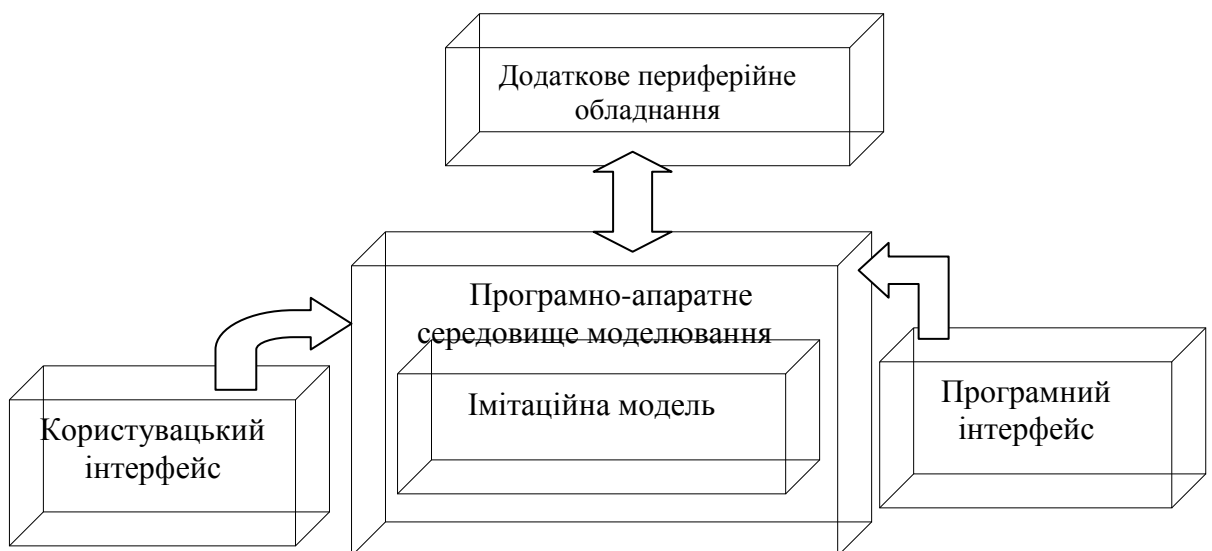 Додаткове периферійне
обладнання
Програмно-апаратне
середовище моделювання
Імітаційна модель
Користувацький
інтерфейс
Програмний
інтерфейс